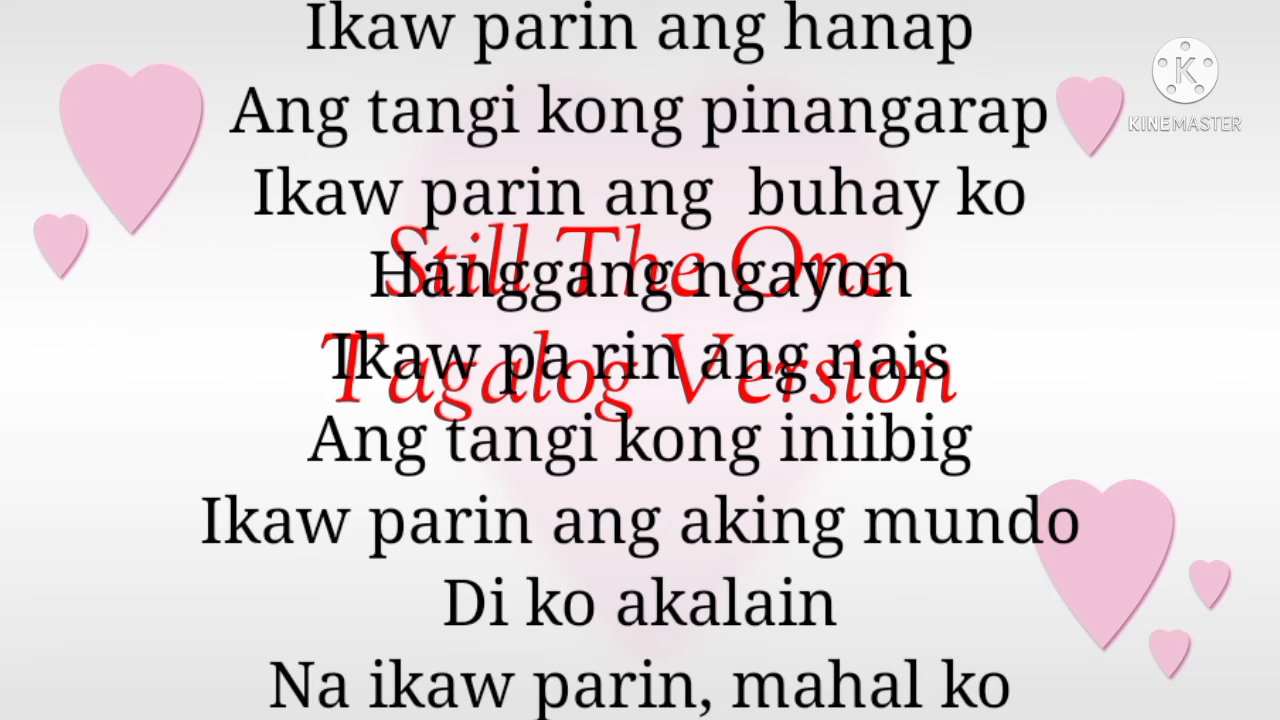 Ikaw parin ang hanap
Ang tangi kong pinangarap
Ikaw parin ang  buhay ko
Hanggang ngayon
Ikaw pa rin ang nais
Ang tangi kong iniibig
Ikaw parin ang aking mundo
Di ko akalain
Na ikaw parin, mahal ko
Still The One
Tagalog Version
K
KINEMASTER